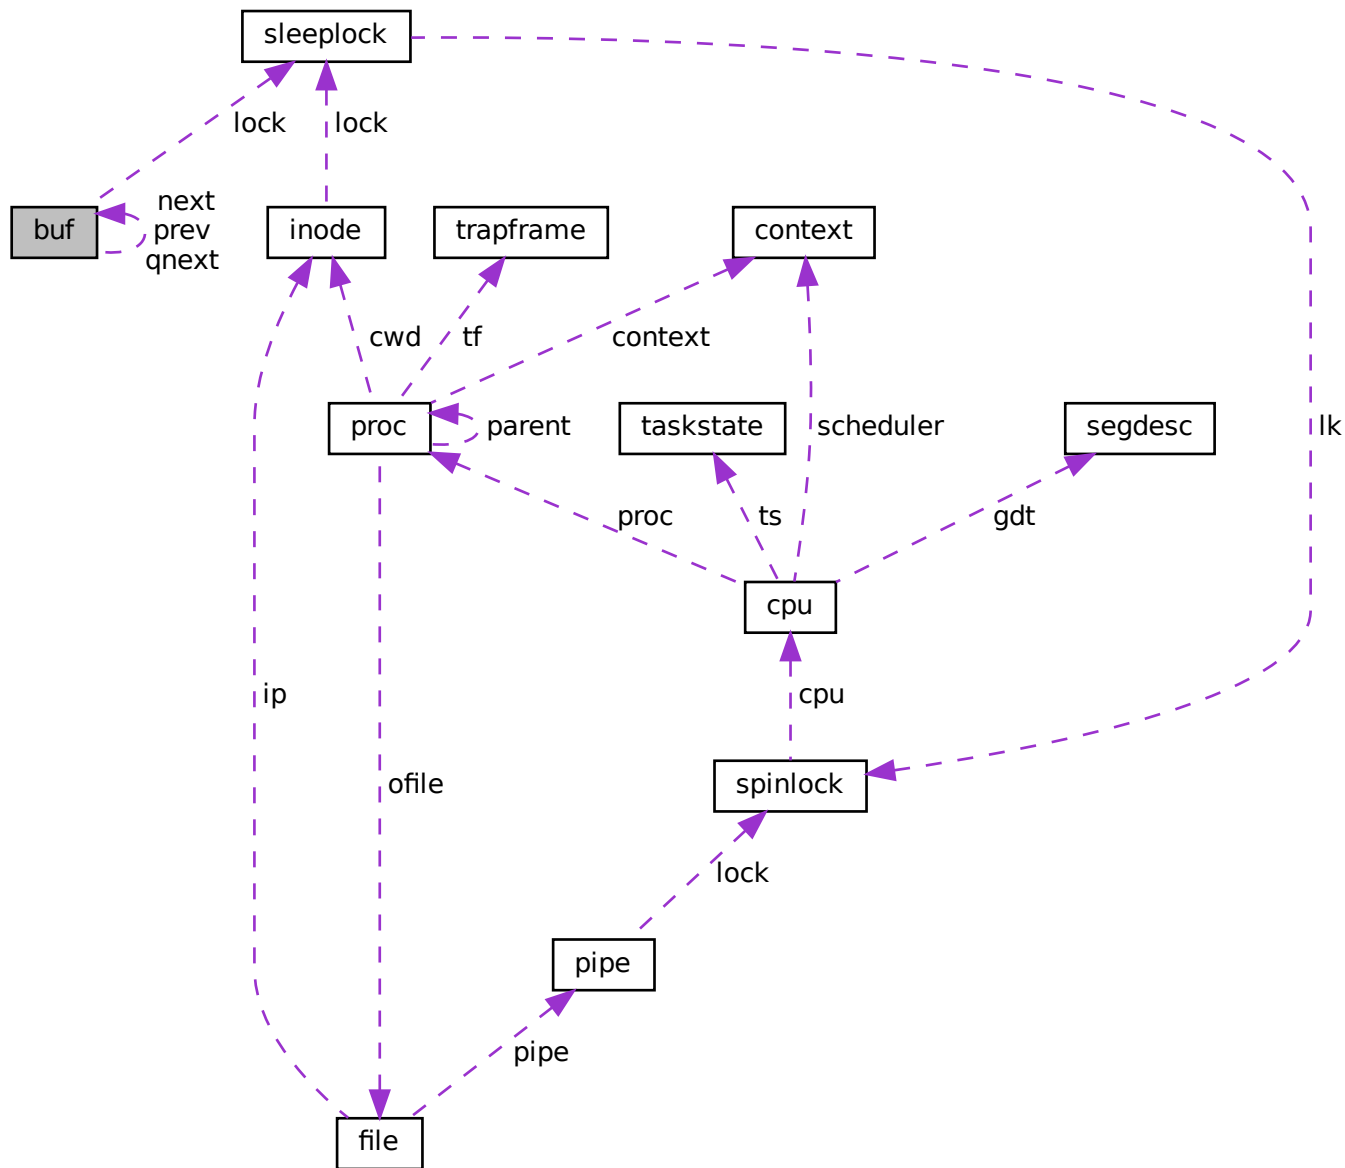 sleeplock
lock
lock
next
buf
prev
inode
trapframe
context
qnext
cwd
tf
context
proc
parent
taskstate
scheduler
segdesc
lk
proc
ts
gdt
cpu
ip
cpu
ofile
spinlock
lock
pipe
pipe
file